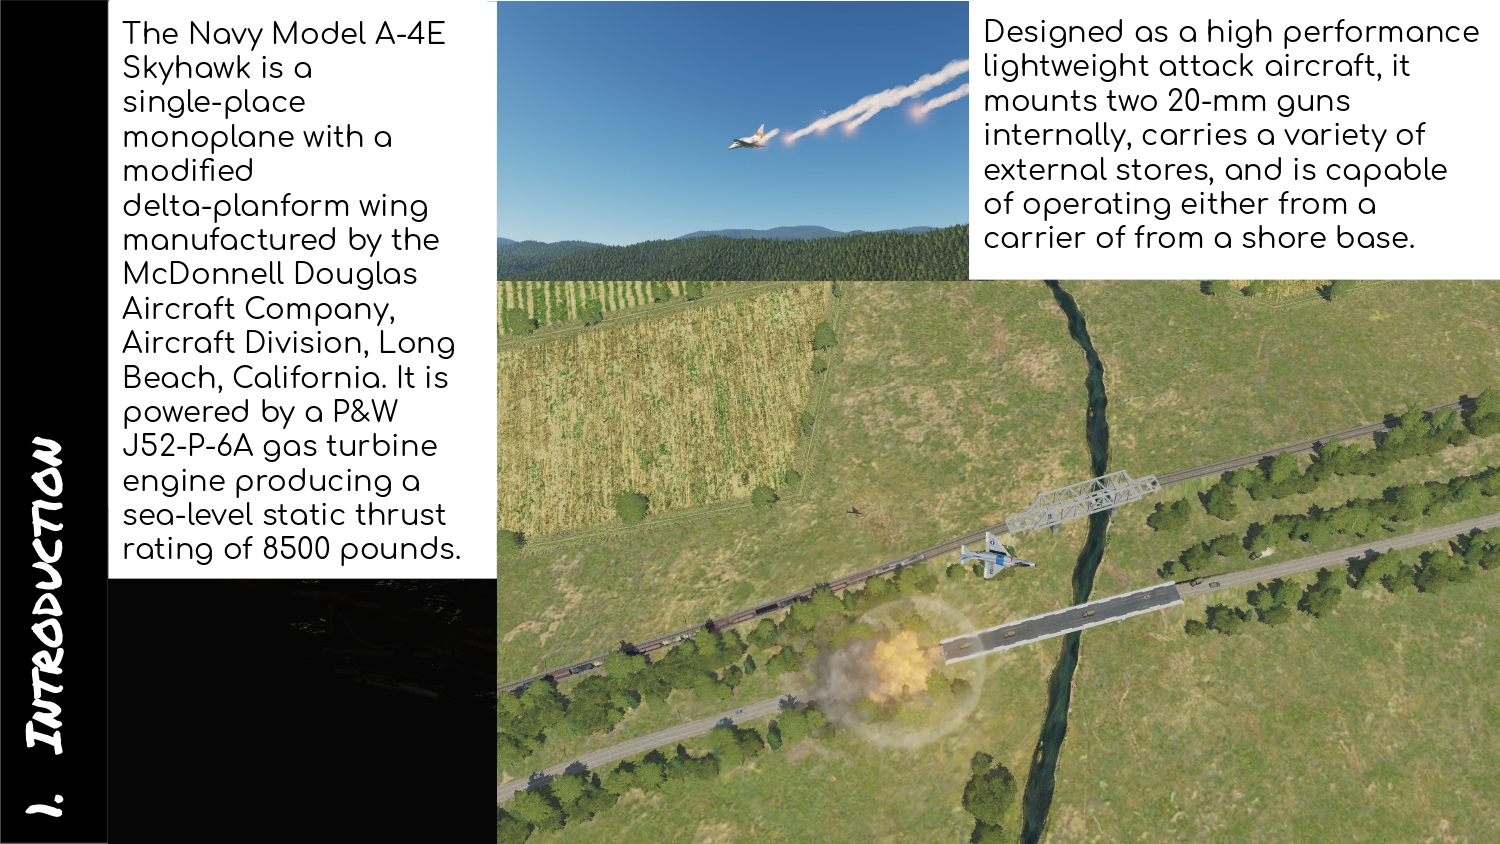 I. Introduction
The Navy Model A-4E
Skyhawk is a
single-place
monoplane with a
modified
delta-planform wing
manufactured by the
McDonnell Douglas
Aircraft Company,
Aircraft Division, Long
Beach, California. It is
powered by a P&W
J52-P-6A gas turbine
engine producing a
sea-level static thrust
rating of 8500 pounds.
Designed as a high performance
lightweight attack aircraft, it
mounts two 20-mm guns
internally, carries a variety of
external stores, and is capable
of operating either from a
carrier of from a shore base.